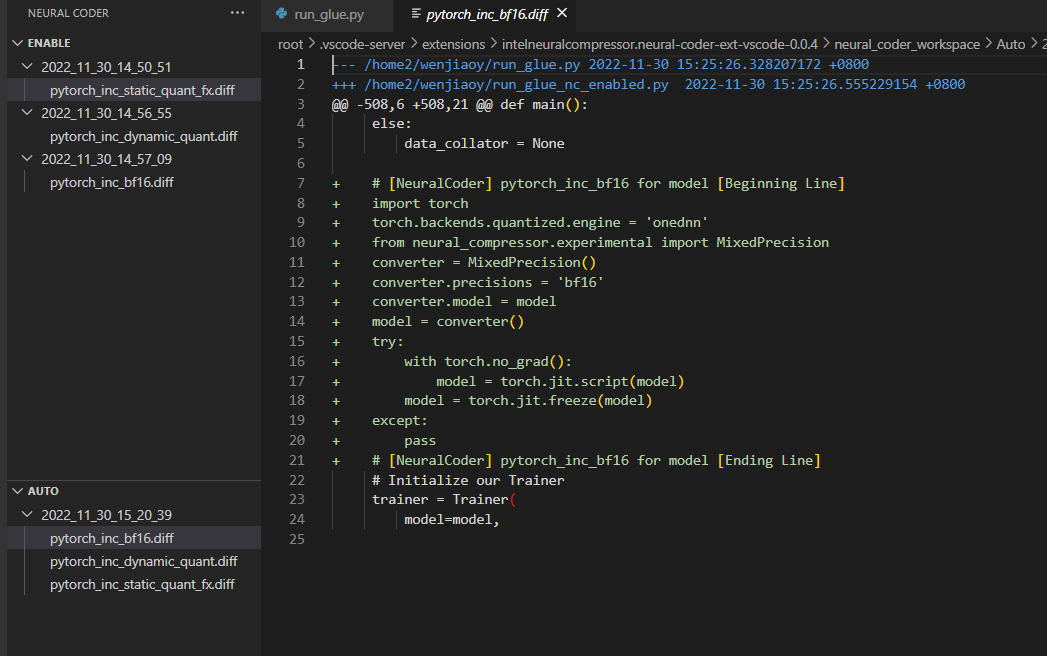 NEURAL CODER
ENABLE
2022_11_30_14_50_51
pytorch_inc_static_quant_fx.diff
2022_11_30_14_56_55
pytorch_inc_dynamic_quant.diff
2022_11_30_14_57_09
pytorch_inc_bf16.diff
AUTO
2022_11_30_15_20_39
pytorch_inc_bf16.diff
pytorch_inc_dynamic_quant.diff
pytorch_inc_static_quant_fx.diff
run_glue.py pytorch_inc_bf16.diff
root > .vscode-server > extensions > intelneuralcompressor.neural-coder-ext-vscode-0.0.4 > neural_coder_workspace > Auto > 2
1 --- /home2/wenjiaoy/run_glue.py 2022-11-30 15:25:26.328207172 +0800
2 +++ /home2/wenjiaoy/run_glue_nc_enabled.py 2022-11-30 15:25:26.555229154 +0800
3 @@ -508,6 +508,21 @@ def main():
4 else:
5 data_collator = None
6
7 + # [NeuralCoder] pytorch_inc_bf16 for model [Beginning Line]
8 + import torch
9 + torch.backends.quantized.engine = 'onednn'
10 + from neural_compressor.experimental import MixedPrecision
11 + converter = MixedPrecision()
12 + converter.precisions = 'bf16'
13 + converter.model = model
14 + model = converter()
15 + try:
16 + with torch.no_grad():
17 + model = torch.jit.script(model)
18 + model = torch.jit.freeze(model)
19 + except:
20 + pass
21 + # [NeuralCoder] pytorch_inc_bf16 for model [Ending Line]
22 # Initialize our Trainer
23 trainer = Trainer(
24 model=model,
25